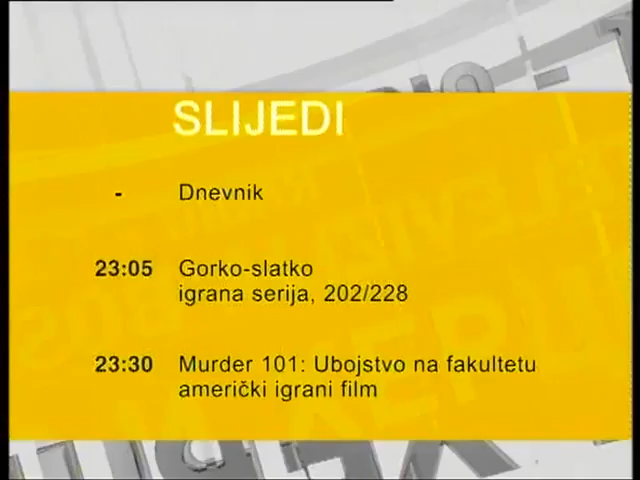 SLIJEDI
- Dnevnik
23:05 Gorko-slatko
igrana serija, 202/228
23:30 Murder 101: Ubojstvo na fakultetu
američki igrani film